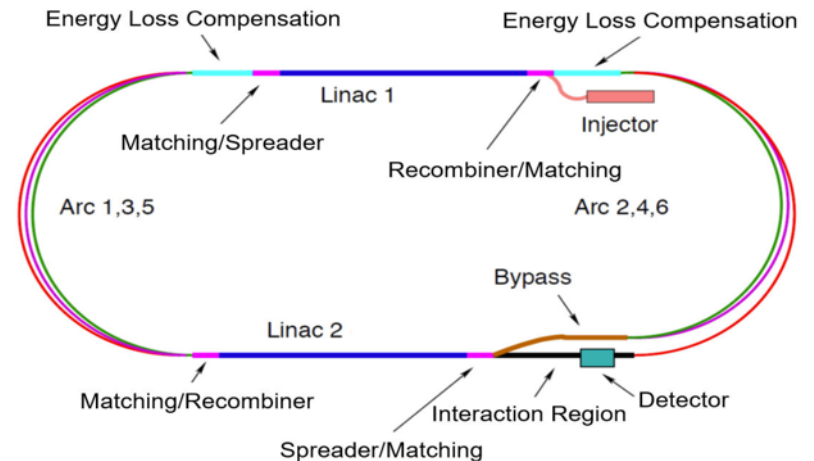 Energy Loss Compensation
Energy Loss Compensation
Linac 1
Injector
Matching/Spreader
Recombiner/Matching
Arc 1,3,5
Arc 2,4,6
Bypass
Linac 2
Matching/Recombiner
Interaction Region
Detector
Spreader/Matching